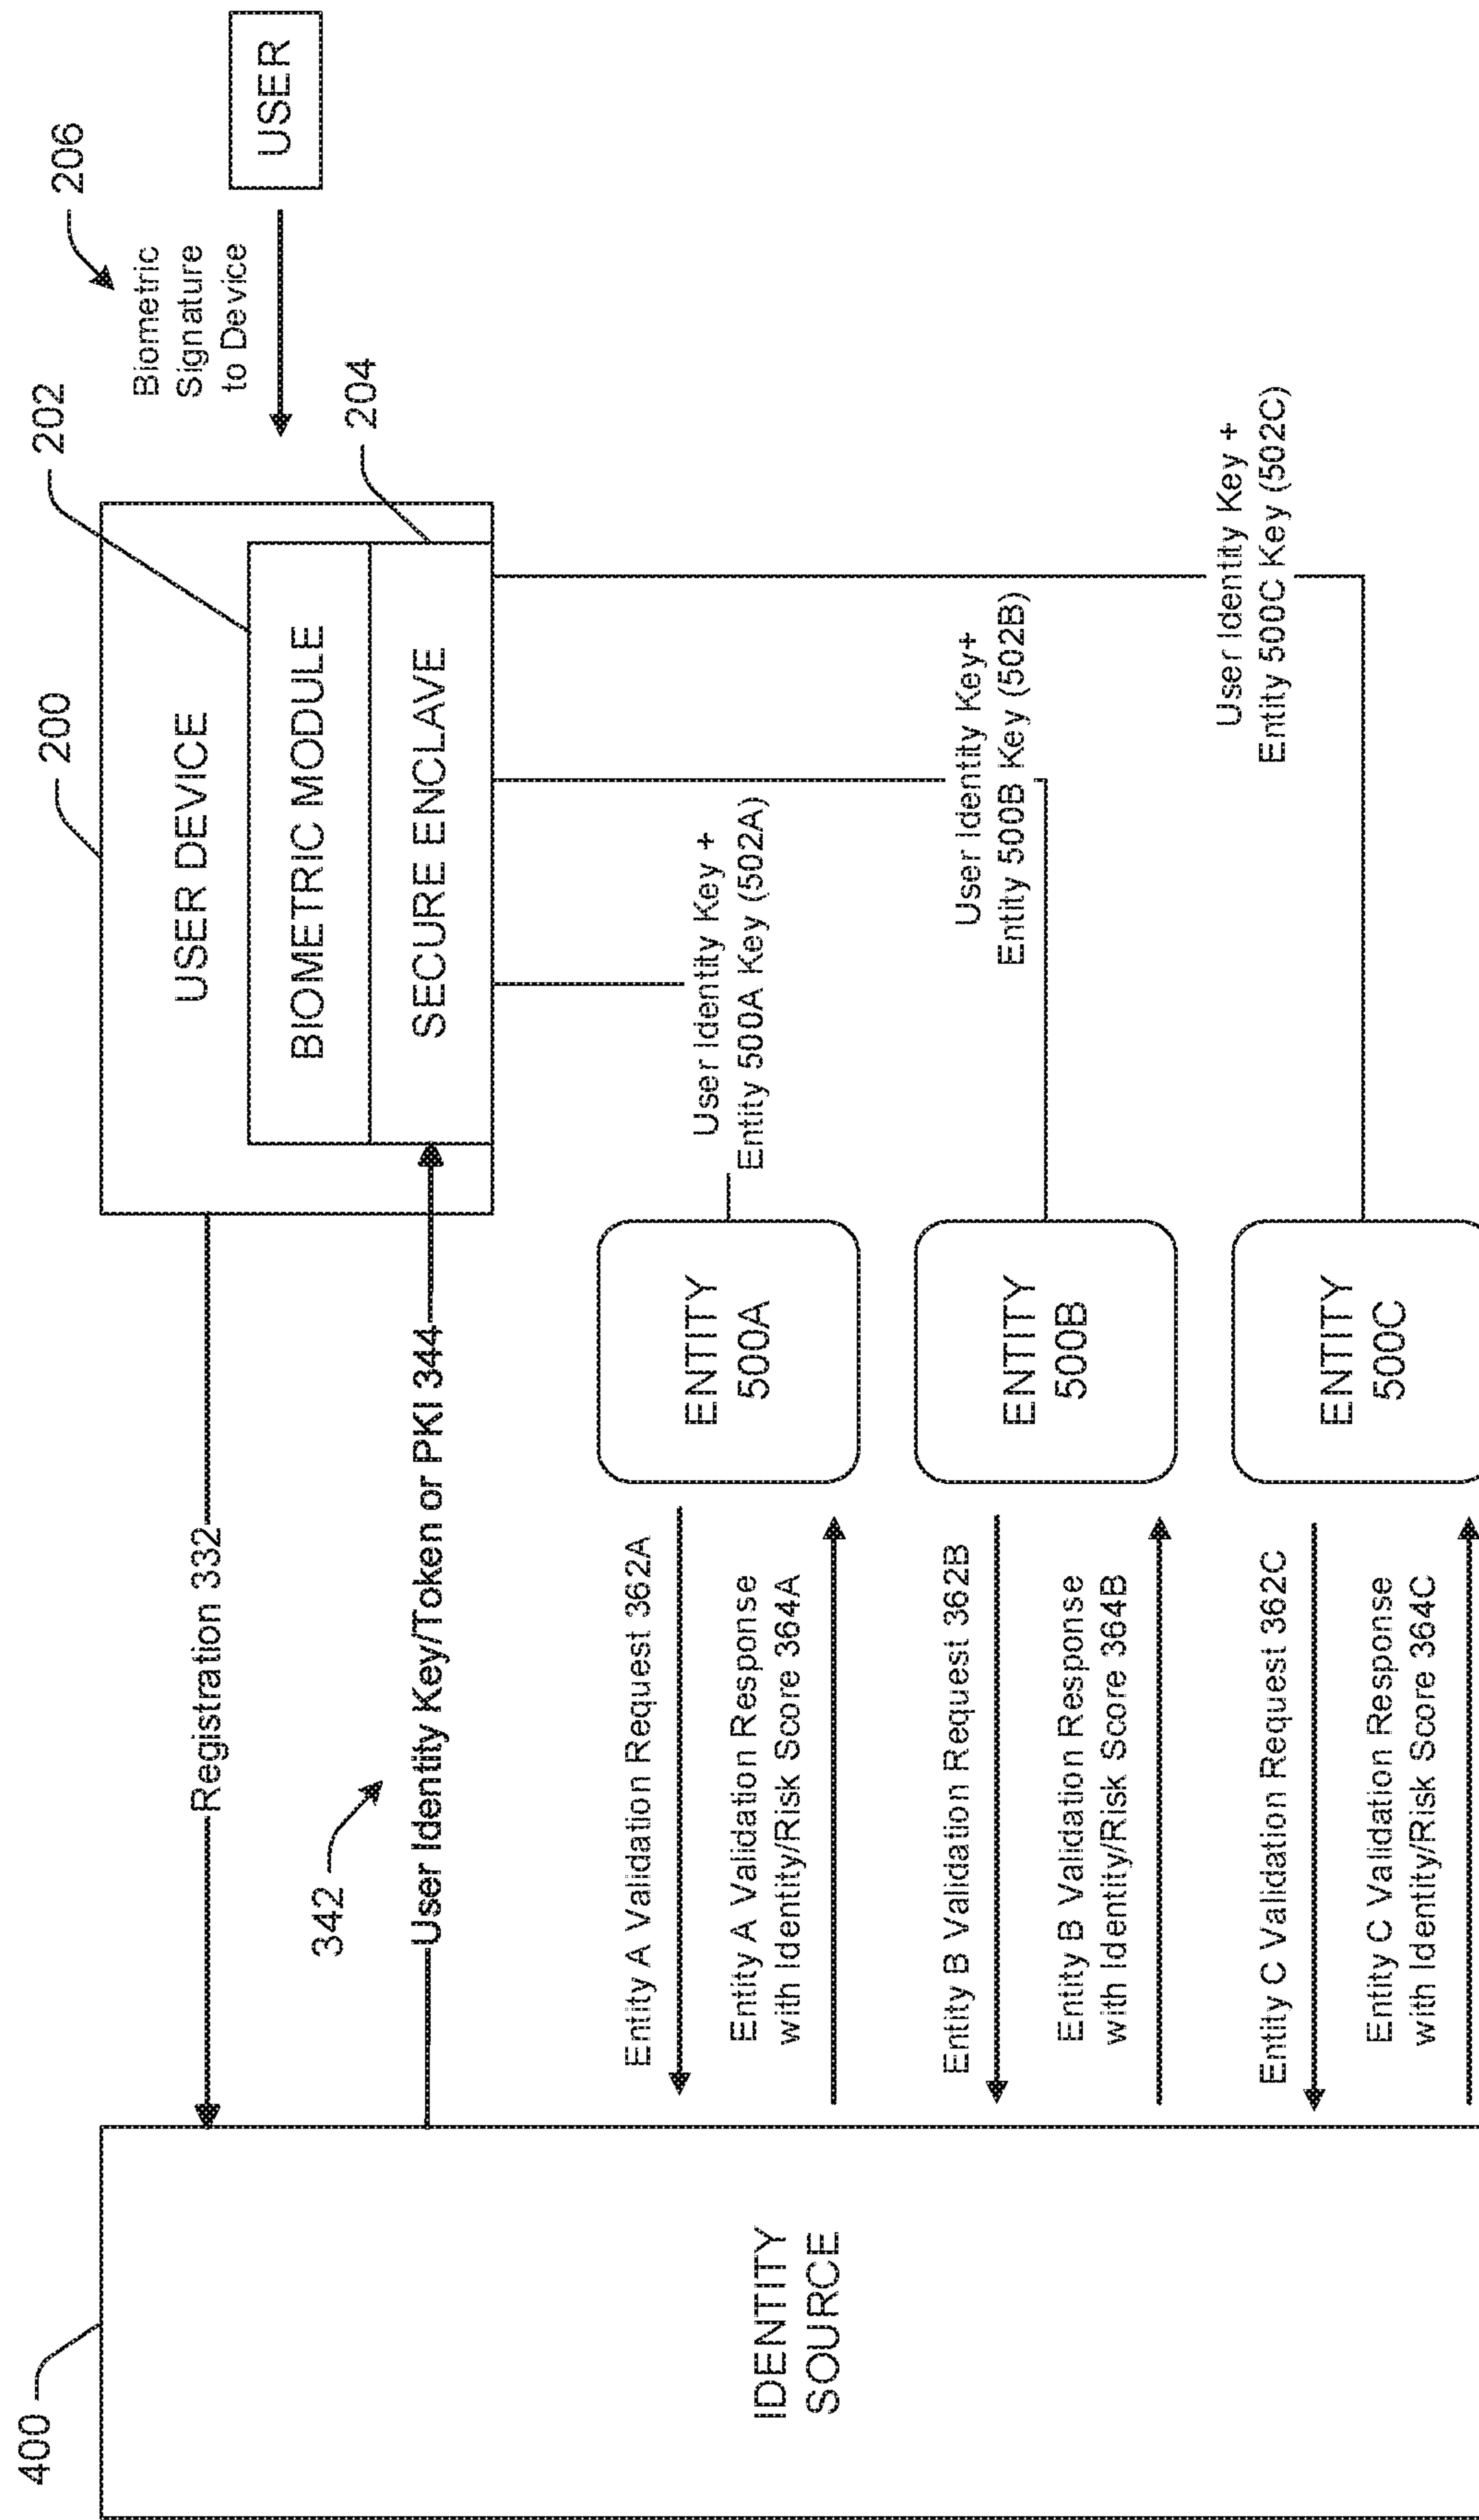 400
IDENTITY
SOURCE
Registration 332
342
User Identity Key/Token or PKI 344
200
USER DEVICE
202
BIOMETRIC MODULE
SECURE ENCLAVE
204
206
Biometric
Signature
to Device
USER
Entity A Validation Request 362A
Entity A Validation Response
with Identity/Risk Score 364A
ENTITY
500A
User Identity Key +
Entity 500A Key (502A)
Entity B Validation Request 362B
Entity B Validation Response
with Identity/Risk Score 364B
ENTITY
500B
User Identity Key+
Entity 500B Key (502B)
Entity C Validation Request 362C
Entity C Validation Response
with Identity/Risk Score 364C
ENTITY
500C
User Identity Key +
Entity 500C Key (502C)